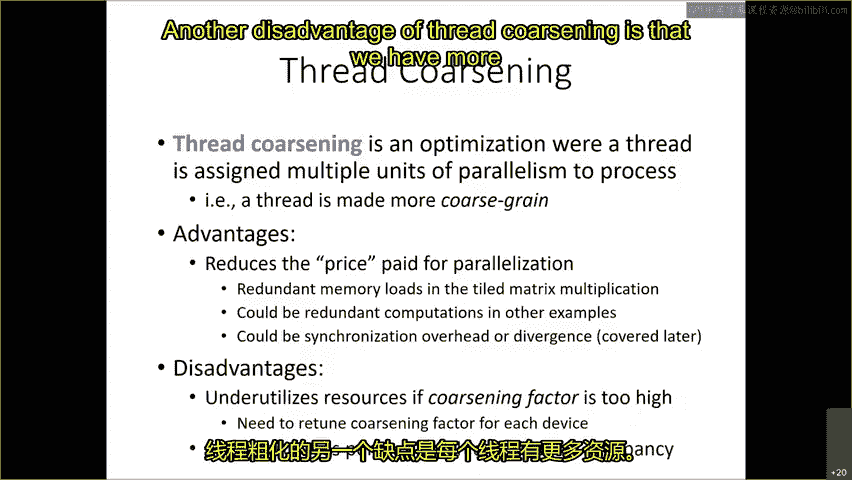 Another disadvantage of thread coarsening is that
we have more
Thread Coarsening
• Thread coarsening is an optimization were a thread
is assigned multiple units of parallelism to process
• i.e., a thread is made more coarse-grain
• Advantages:
• Reduces the “price” paid for parallelization
• Redundant memory loads in the tiled matrix multiplication
• Could be redundant computations in other examples
• Could be synchronization overhead or divergence (covered later)
• Disadvantages:
• Underutilizes resources if coarsening factor is too high
• Need to retune coarsening factor for each device
线程粗化的另一个缺点是每个线程有更多资源。
+20